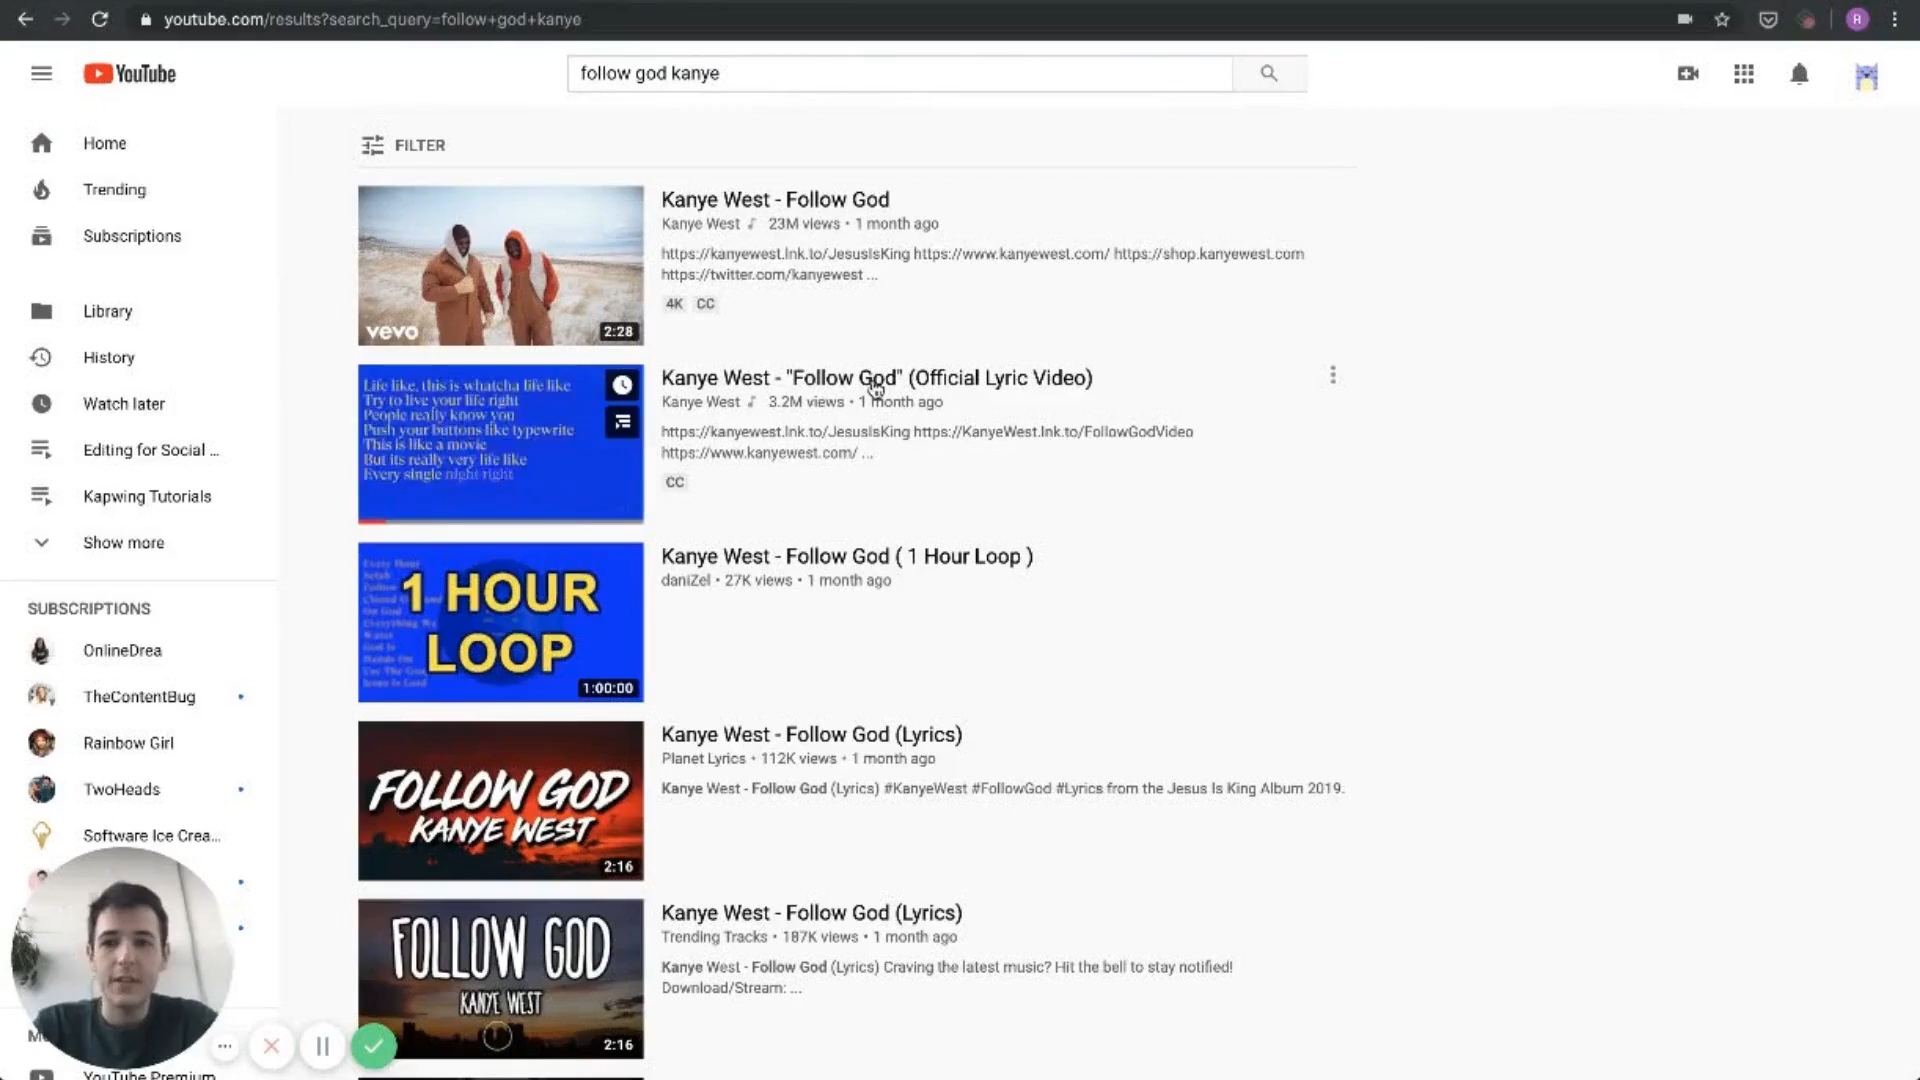 youtube.com/results?search_query=follow+god+kanye
R
YouTube
follow god kanye
Home
Trending
Subscriptions
Library
History
Watch later
Editing for Social ...
Kapwing Tutorials
Show more
SUBSCRIPTIONS
OnlineDrea
TheContentBug
Rainbow Girl
TwoHeads
Software Ice Crea...
YouTube Premium
FILTER
vevo
2:28
Kanye West - Follow God
Kanye West 23M views • 1 month ago
https://kanyewest.lnk.to/JesusIsKing https://www.kanyewest.com/ https://shop.kanyewest.com
https://twitter.com/kanyewest ...
4K CC
Life like, this is whatcha life like
Try to live your life right
People really know you
Push your buttons like typewrite
This is like a movie
But its really very life like
Every single night right
Kanye West - "Follow God" (Official Lyric Video)
Kanye West 3.2M views • 1 month ago
https://kanyewest.lnk.to/JesusIsKing https://KanyeWest.lnk.to/FollowGodVideo
https://www.kanyewest.com/ ...
CC
1 HOUR
LOOP
1:00:00
Kanye West - Follow God ( 1 Hour Loop )
daniZel • 27K views • 1 month ago
FOLLOW GOD
KANYE WEST
2:16
Kanye West - Follow God (Lyrics)
Planet Lyrics • 112K views • 1 month ago
Kanye West - Follow God (Lyrics) #KanyeWest #FollowGod #Lyrics from the Jesus Is King Album 2019.
FOLLOW GOD
KANYE WEST
2:16
Kanye West - Follow God (Lyrics)
Trending Tracks • 187K views • 1 month ago
Kanye West - Follow God (Lyrics) Craving the latest music? Hit the bell to stay notified!
Download/Stream: ...